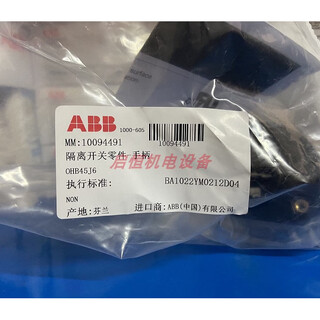 ABB
1000-605
MM:10094491
10094491
隔离开关零件 手柄
启恒机电设备
OHB45J6
执行标准:
BA1022YM0212D04
NON
产地:芬兰
进口商:ABB(中国)有限公司